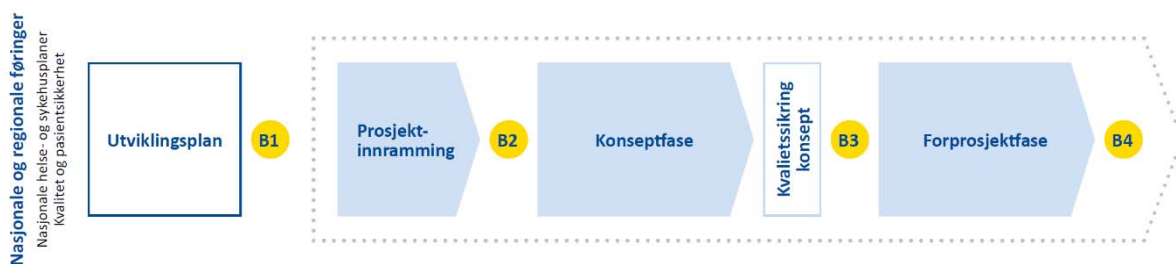 Nasjonale og regionale føringer
Nasjonale helse- og sykehusplaner
Kvalitet og pasientsikkerhet
Utviklingsplan
B1
Prosjekt-
innramming
B2
Konseptfase
Kvalietssikring
konsept
B3
Forprosjektfase
B4